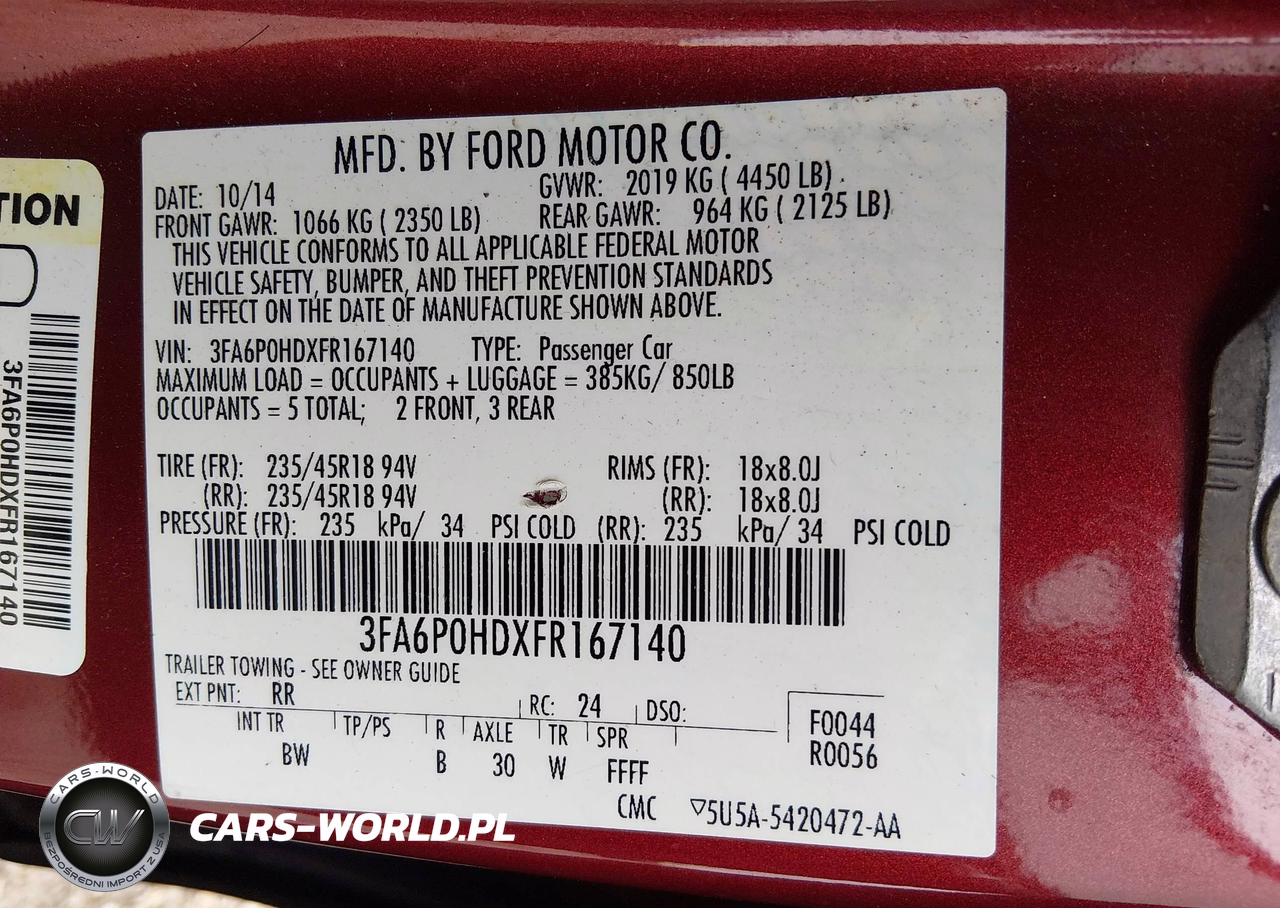 TION
3FA6P0HDXFR167140
MFD. BY FORD MOTOR CO.
DATE: 10/14 GVWR: 2019 KG ( 4450 LB)
FRONT GAWR: 1066 KG ( 2350 LB) REAR GAWR: 964 KG ( 2125 LB)
THIS VEHICLE CONFORMS TO ALL APPLICABLE FEDERAL MOTOR
VEHICLE SAFETY, BUMPER, AND THEFT PREVENTION STANDARDS
IN EFFECT ON THE DATE OF MANUFACTURE SHOWN ABOVE.
VIN: 3FA6P0HDXFR167140 TYPE: Passenger Car
MAXIMUM LOAD = OCCUPANTS + LUGGAGE = 385KG/ 850LB
OCCUPANTS = 5 TOTAL; 2 FRONT, 3 REAR
TIRE (FR): 235/45R18 94V RIMS (FR): 18x8.0J
(RR): 235/45R18 94V (RR): 18x8.0J
PRESSURE (FR): 235 kPa/ 34 PSI COLD (RR): 235 kPa/ 34 PSI COLD
3FA6P0HDXFR167140
TRAILER TOWING - SEE OWNER GUIDE
EXT PNT: RR RC: 24 DSO:
INT TR TP/PS R AXLE TR SPR
BW B 30 W FFFF
F0044
R0056
CMC ▽5U5A-5420472-AA
CARS-WORLD
CW
BEZPOŚREDNI IMPORT Z USA
CARS-WORLD.PL